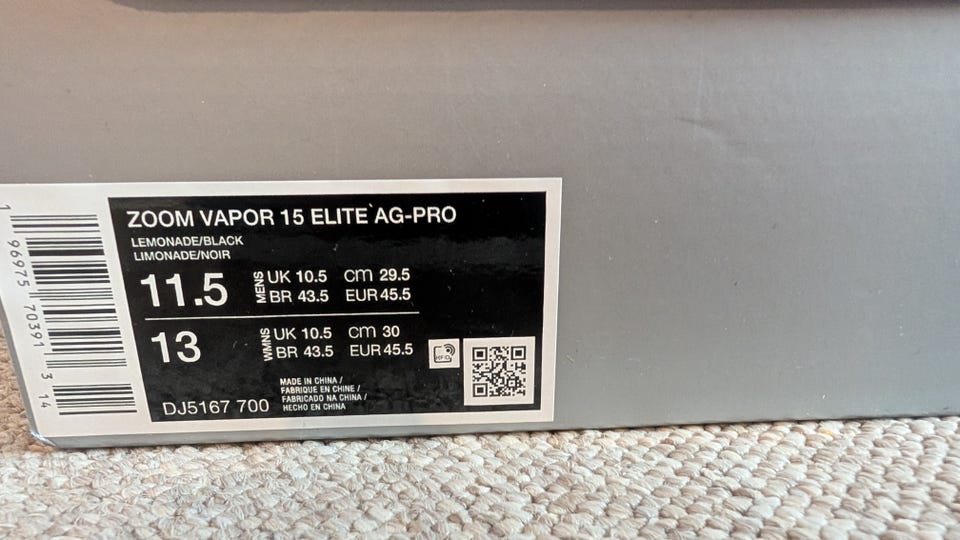 ZOOM VAPOR 15 ELITE AG-PRO
LEMONADE/BLACK
LIMONADE/NOIR
11.5 MENS UK 10.5 cm 29.5
BR 43.5 EUR 45.5
13 WMNS UK 10.5 cm 30
BR 43.5 EUR 45.5
RFID
MADE IN CHINA /
FABRIQUE EN CHINE /
FABRICADO NA CHINA /
HECHO EN CHINA
DJ5167 700
1 96975 70391 3 14